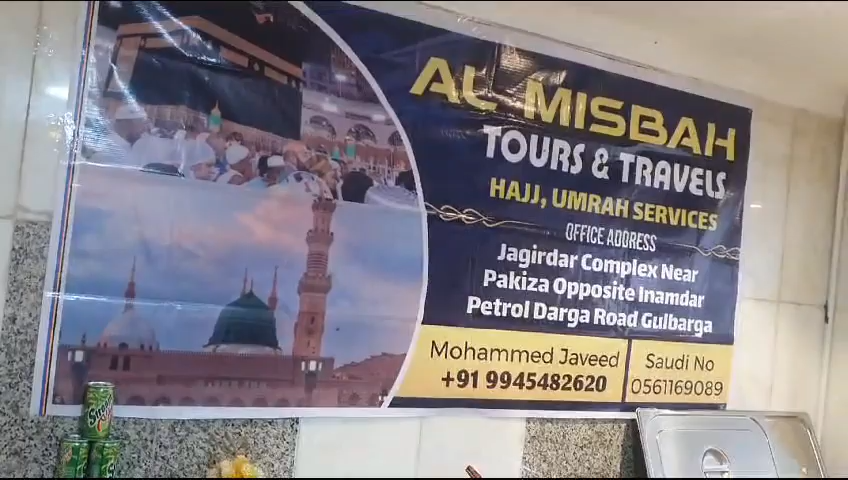 AL MISBAH
TOURS & TRAVELS
HAJJ, UMRAH SERVICES
OFFICE ADDRESS
Jagirdar Complex Near
Pakiza Opposite Inamdar
Petrol Darga Road Gulbarga
Mohammed Javeed
+91 9945482620
Saudi No
0561169089